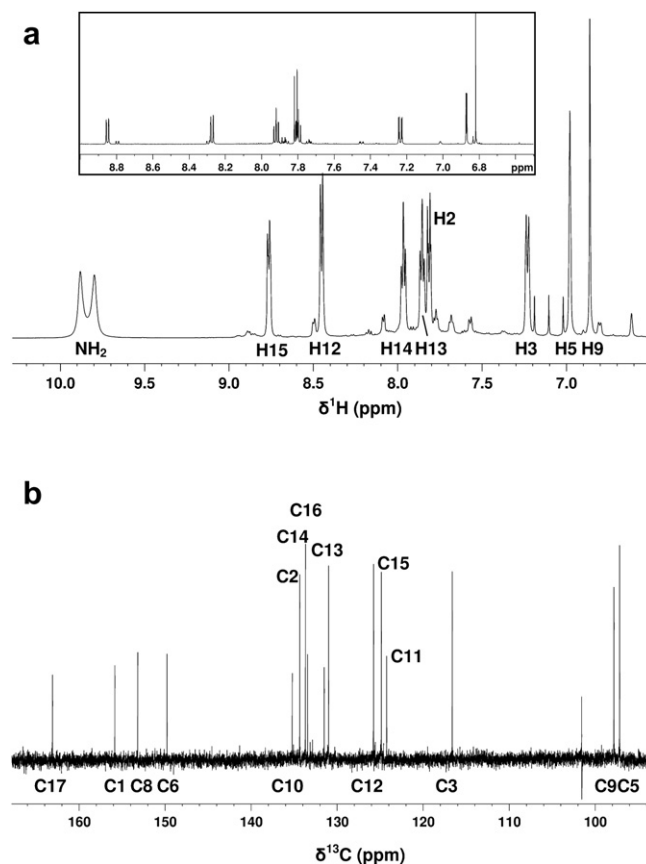 a
8.8 8.6 8.4 8.2 8.0 7.8 7.6 7.4 7.2 7.0 6.8 ppm
H2
NH2 H15 H12 H14 H13 H3 H5 H9
10.0 9.5 9.0 8.5 8.0 7.5 7.0
δ1H (ppm)
b
C16
C14 C13
C2 C15
C11
C17 C1 C8 C6 C10 C12 C3 C9 C5
160 150 140 130 120 110 100
δ13C (ppm)